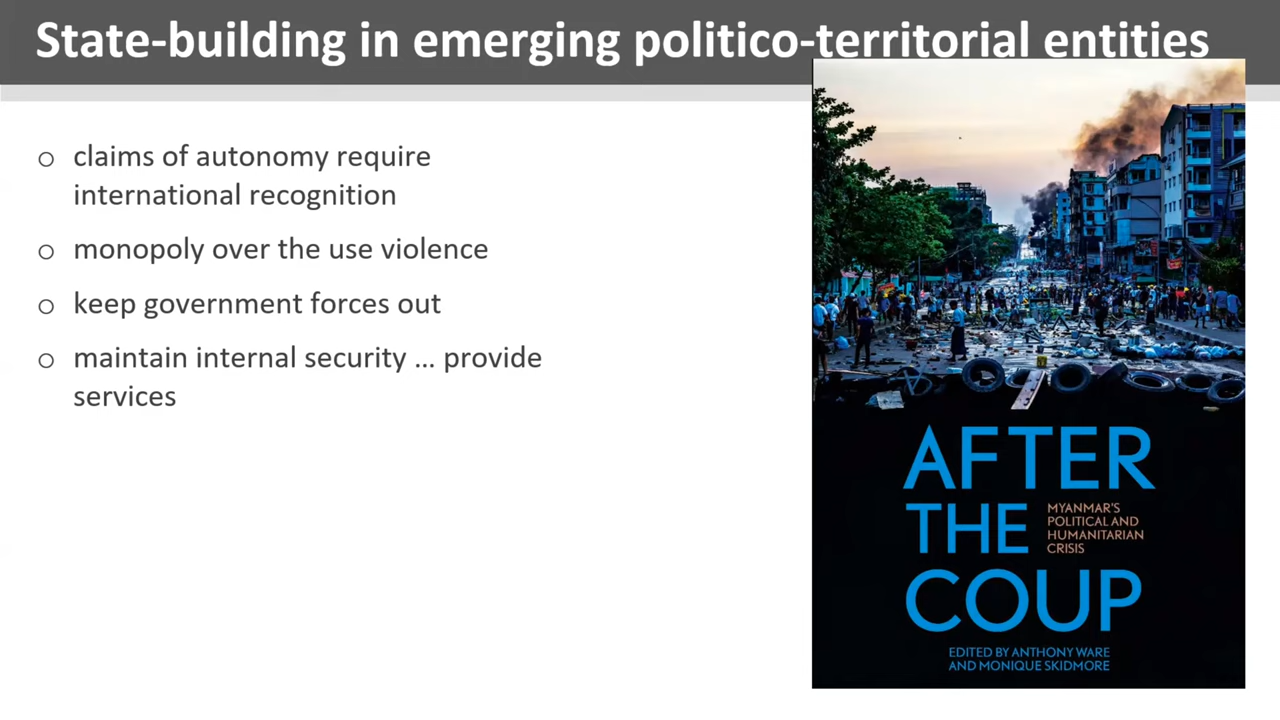 State-building in emerging politico-territorial entities
o claims of autonomy require
international recognition
o monopoly over the use violence
o keep government forces out
o maintain internal security ... provide
services
AFTER
THE
MYANMAR'S
POLITICAL AND
HUMANITARIAN
CRISIS
COUP
EDITED BY ANTHONY WARE
AND MONIQUE SKIDMORE